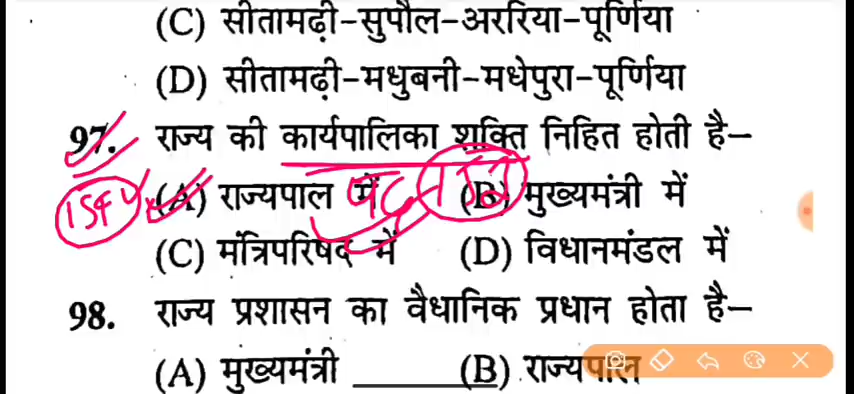 (C) सीतामढ़ी-सुपौल-अररिया-पूर्णिया
(D) सीतामढ़ी-मधुबनी-मधेपुरा-पूर्णिया
97. राज्य की कार्यपालिका शक्ति निहित होती है–
(A) राज्यपाल में (B) मुख्यमंत्री में
(C) मंत्रिपरिषद में (D) विधानमंडल में
98. राज्य प्रशासन का वैधानिक प्रधान होता है–
(A) मुख्यमंत्री (B) राज्यपाल